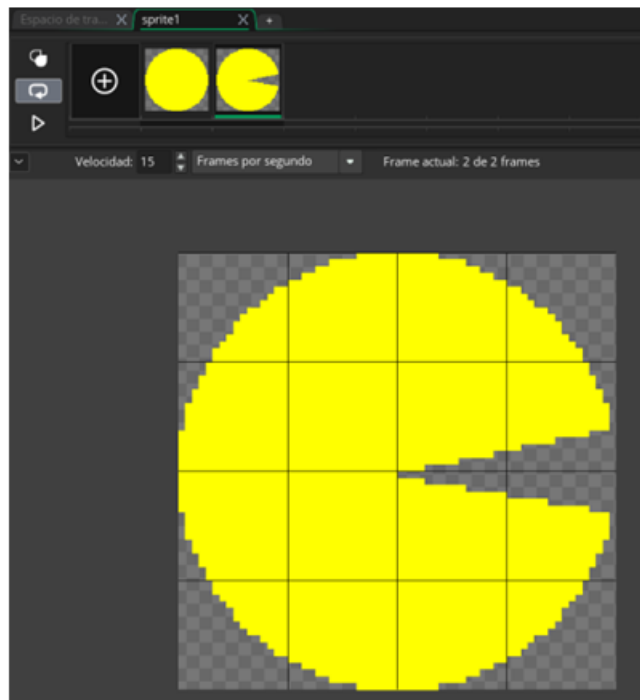 Espacio de tra... X sprite1 X +
Velocidad: 15 Frames por segundo Frame actual: 2 de 2 frames